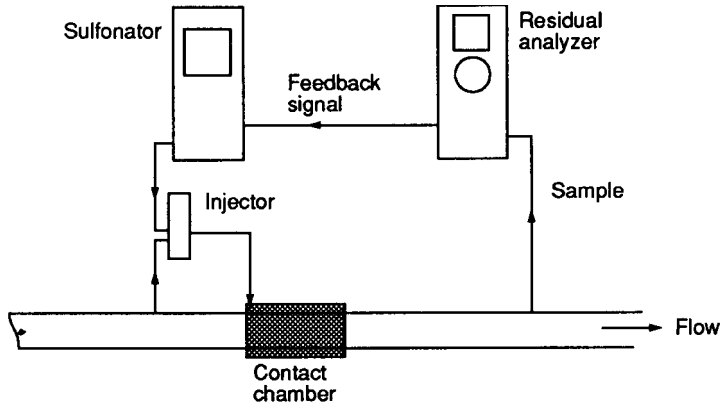 Sulfonator
Residual
analyzer
Feedback
signal
Sample
Injector
Flow
Contact
chamber